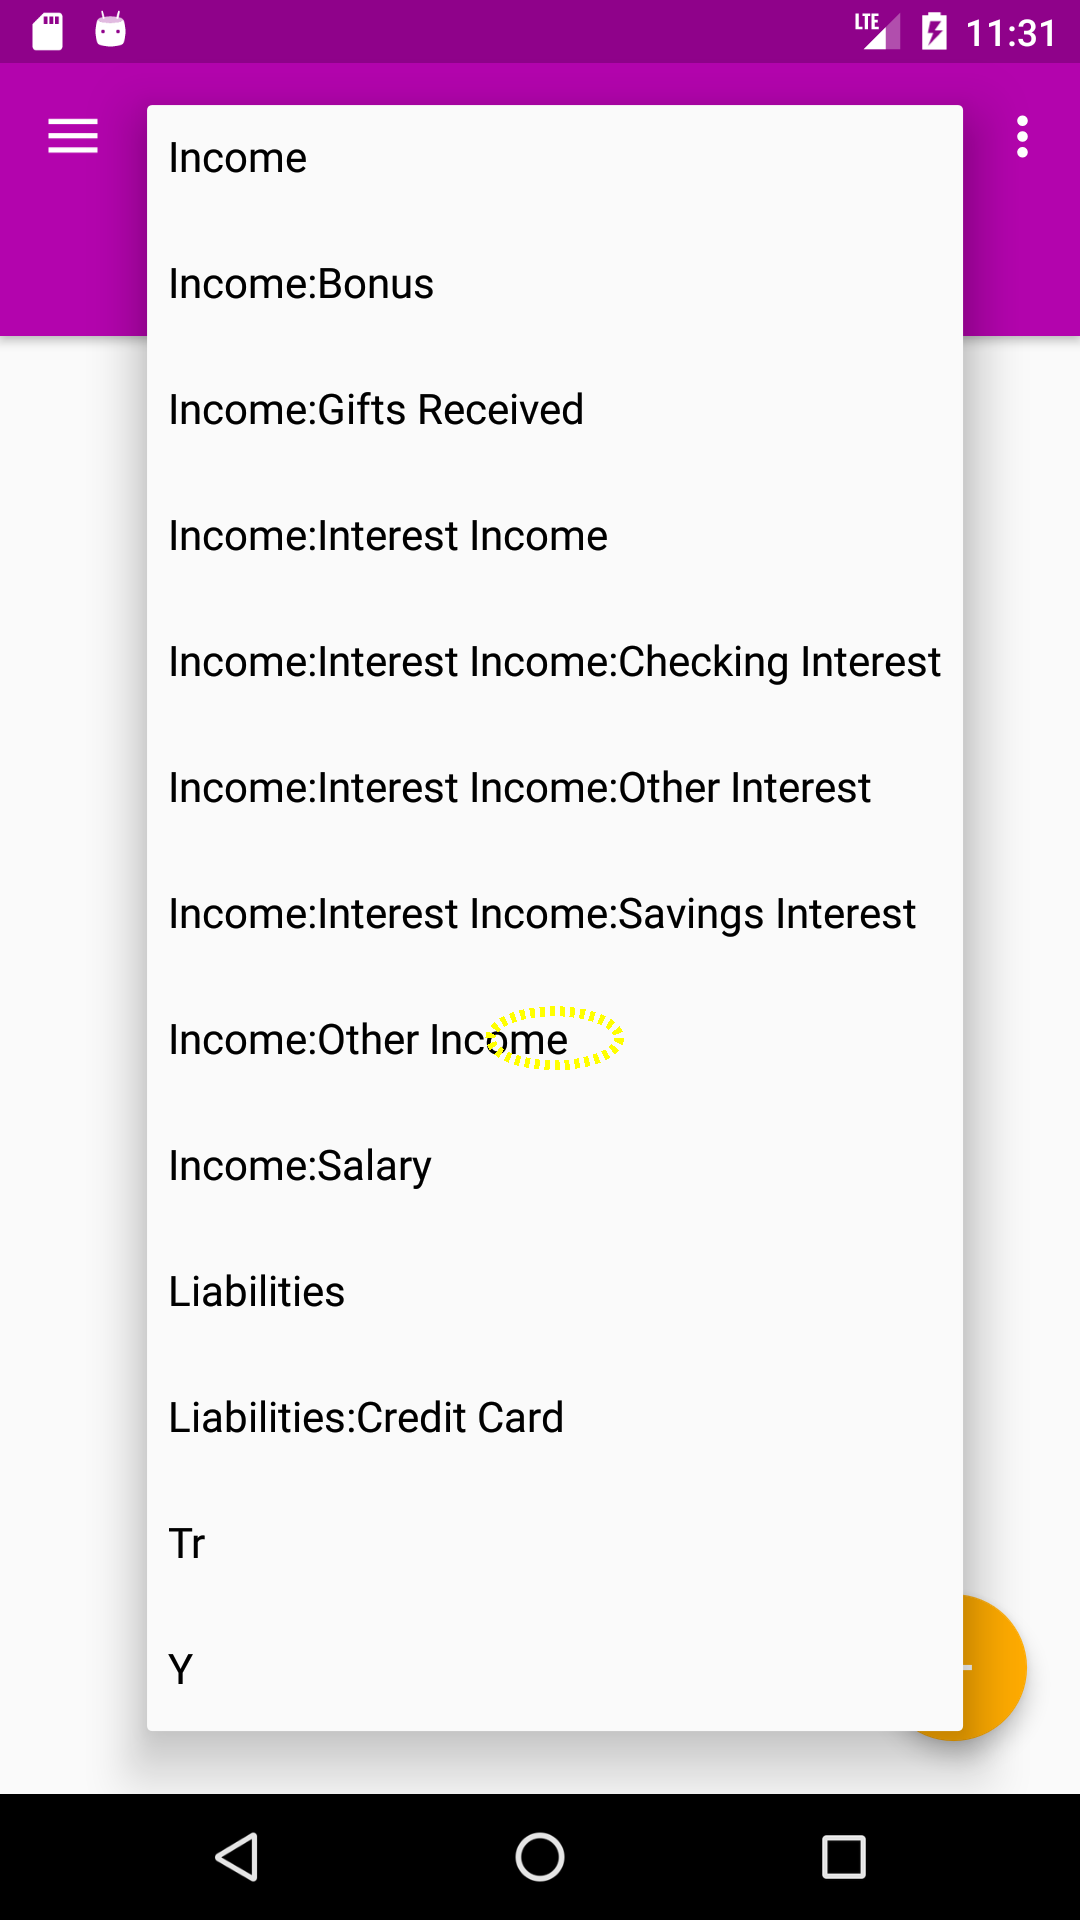 LTE 11:31
Income
Income:Bonus
Income:Gifts Received
Income:Interest Income
Income:Interest Income:Checking Interest
Income:Interest Income:Other Interest
Income:Interest Income:Savings Interest
Income:Other Income
Income:Salary
Liabilities
Liabilities:Credit Card
Tr
Y